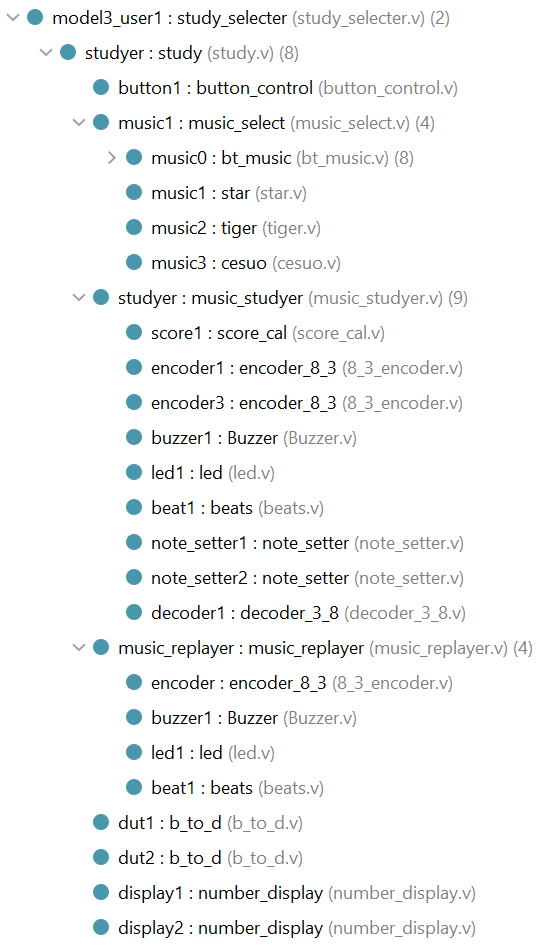 model3_user1 : study_selecter (study_selecter.v) (2)
studyer : study (study.v) (8)
button1 : button_control (button_control.v)
music1 : music_select (music_select.v) (4)
music0 : bt_music (bt_music.v) (8)
music1 : star (star.v)
music2 : tiger (tiger.v)
music3 : cesuo (cesuo.v)
studyer : music_studyer (music_studyer.v) (9)
score1 : score_cal (score_cal.v)
encoder1 : encoder_8_3 (8_3_encoder.v)
encoder3 : encoder_8_3 (8_3_encoder.v)
buzzer1 : Buzzer (Buzzer.v)
led1 : led (led.v)
beat1 : beats (beats.v)
note_setter1 : note_setter (note_setter.v)
note_setter2 : note_setter (note_setter.v)
decoder1 : decoder_3_8 (decoder_3_8.v)
music_replayer : music_replayer (music_replayer.v) (4)
encoder : encoder_8_3 (8_3_encoder.v)
buzzer1 : Buzzer (Buzzer.v)
led1 : led (led.v)
beat1 : beats (beats.v)
dut1 : b_to_d (b_to_d.v)
dut2 : b_to_d (b_to_d.v)
display1 : number_display (number_display.v)
display2 : number_display (number_display.v)